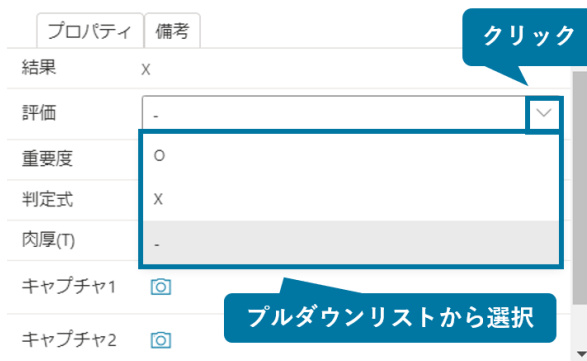 プロパティ 備考
クリック
結果 X
評価 -
重要度 O
判定式 X
肉厚(T) -
キャプチャ1
プルダウンリストから選択
キャプチャ2